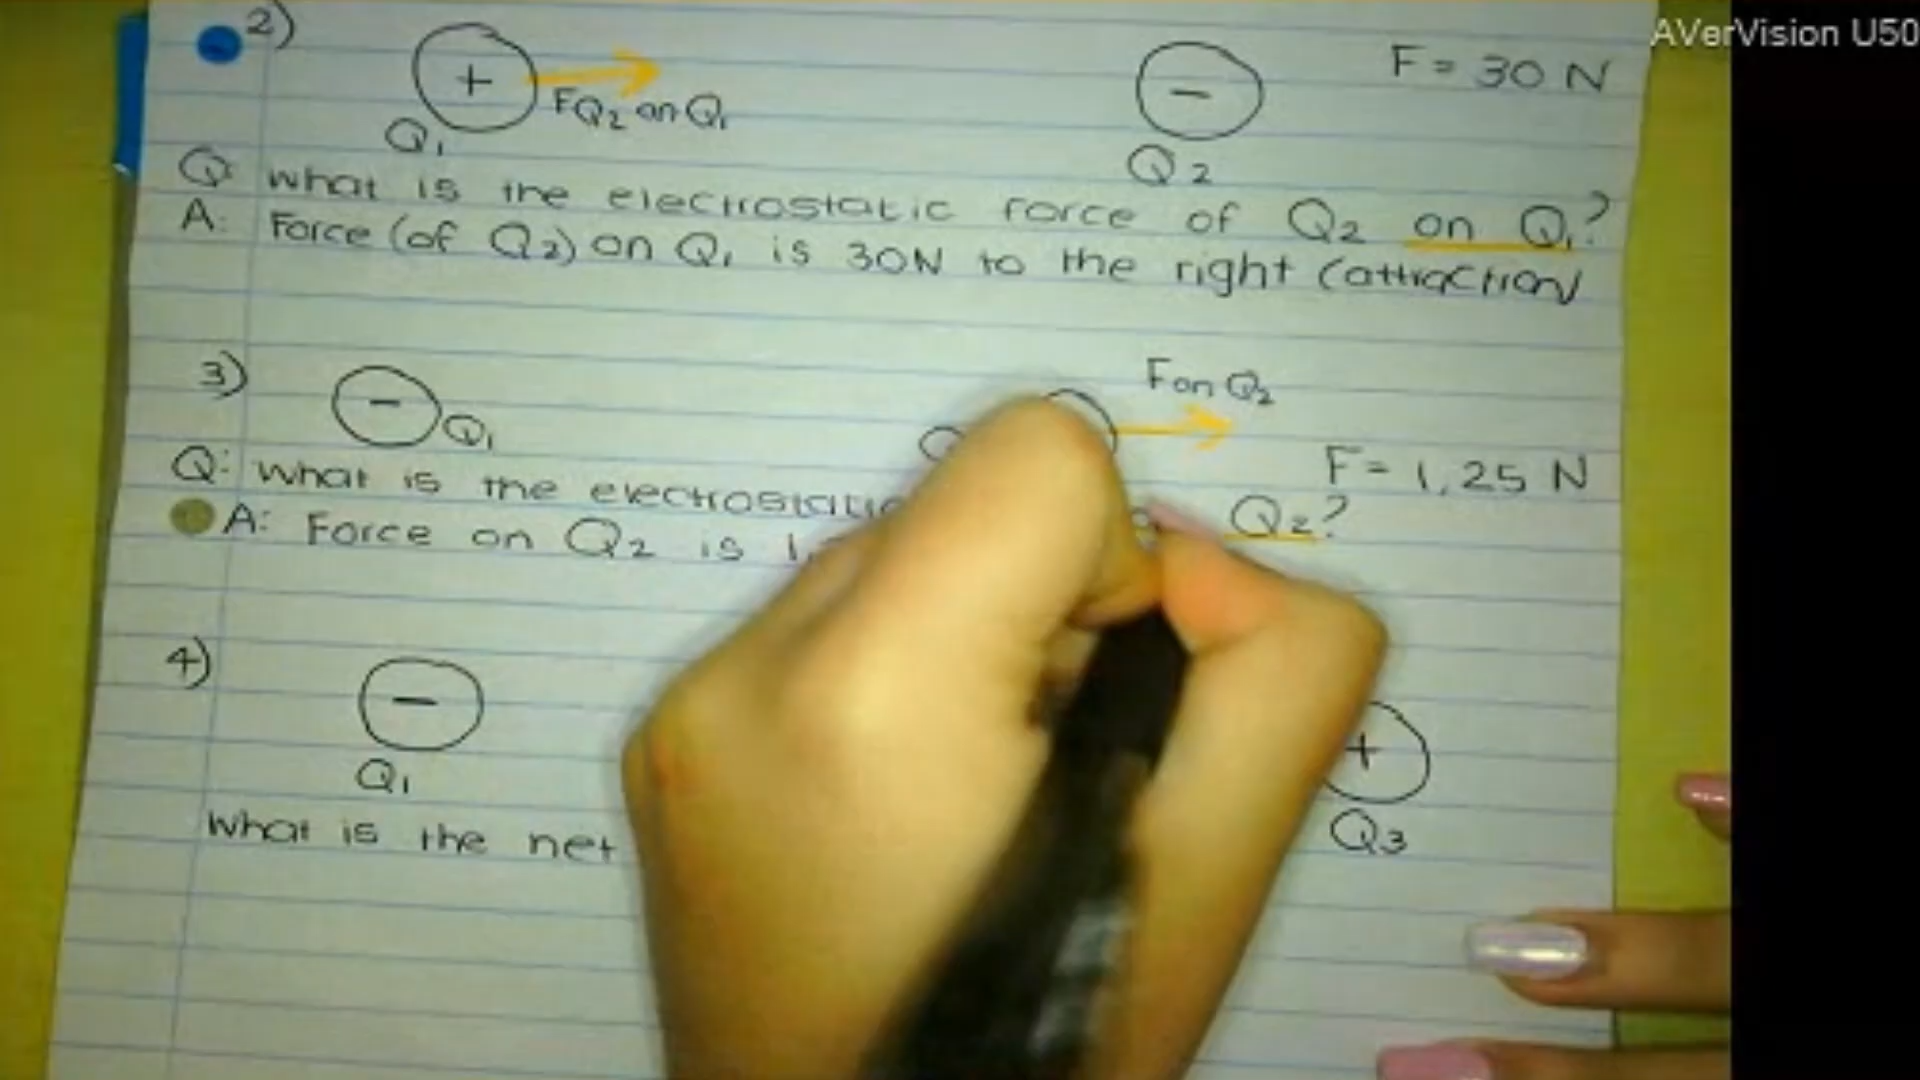 AVerVision U50
2) + FQ2 on Q1 - F = 30 N
Q1 Q2
Q: What is the electrostatic force of Q2 on Q1?
A: Force (of Q2) on Q1 is 30N to the right (attraction
3) - Q1 F on Q2
F = 1,25 N
Q: What is the Q2?
A: Force on Q2 is
4) - +
Q1 Q3
What is the net